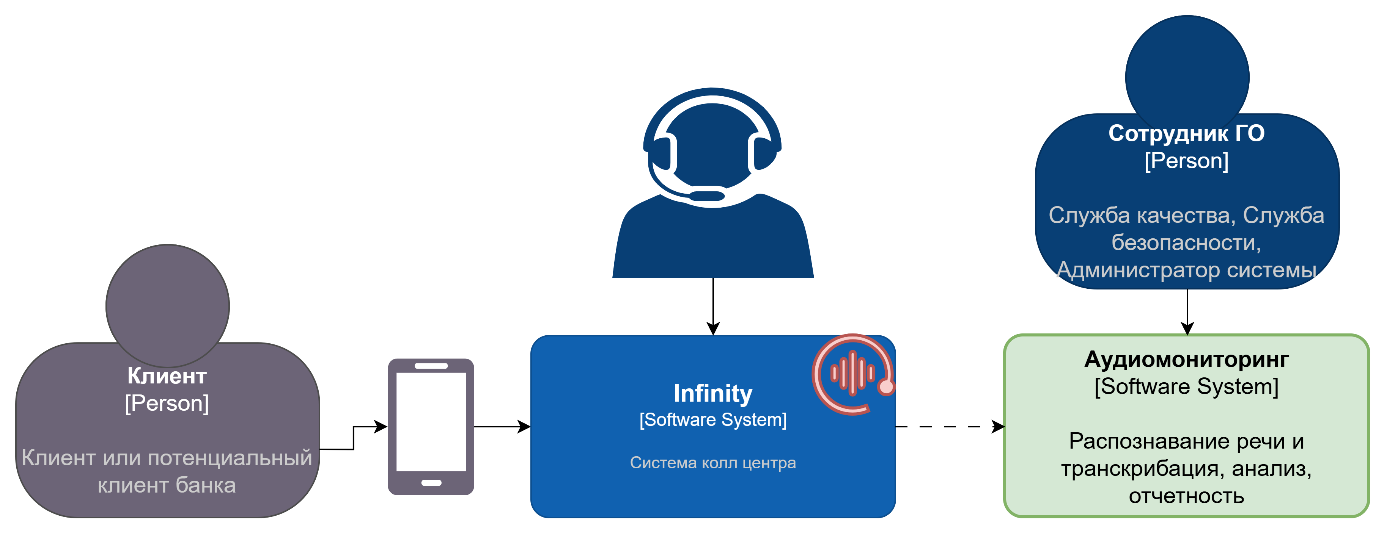 Клиент
[Person]
Клиент или потенциальный
клиент банка
Infinity
[Software System]
Система колл центра
Сотрудник ГО
[Person]
Служба качества, Служба
безопасности,
Администратор системы
Аудиомониторинг
[Software System]
Распознавание речи и
транскрибация, анализ,
отчетность